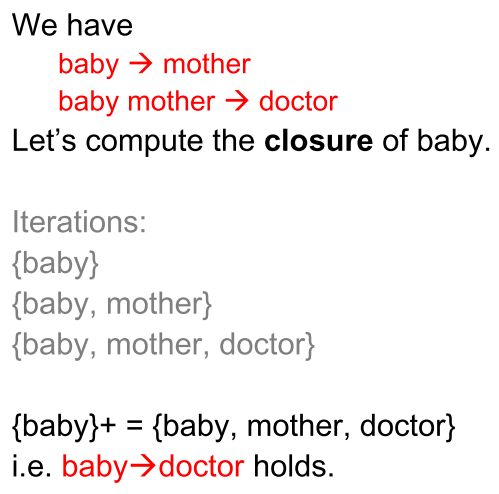 We have
baby → mother
baby mother → doctor
Let's compute the closure of baby.
Iterations:
{baby}
{baby, mother}
{baby, mother, doctor}
{baby}+ = {baby, mother, doctor}
i.e. baby→doctor holds.